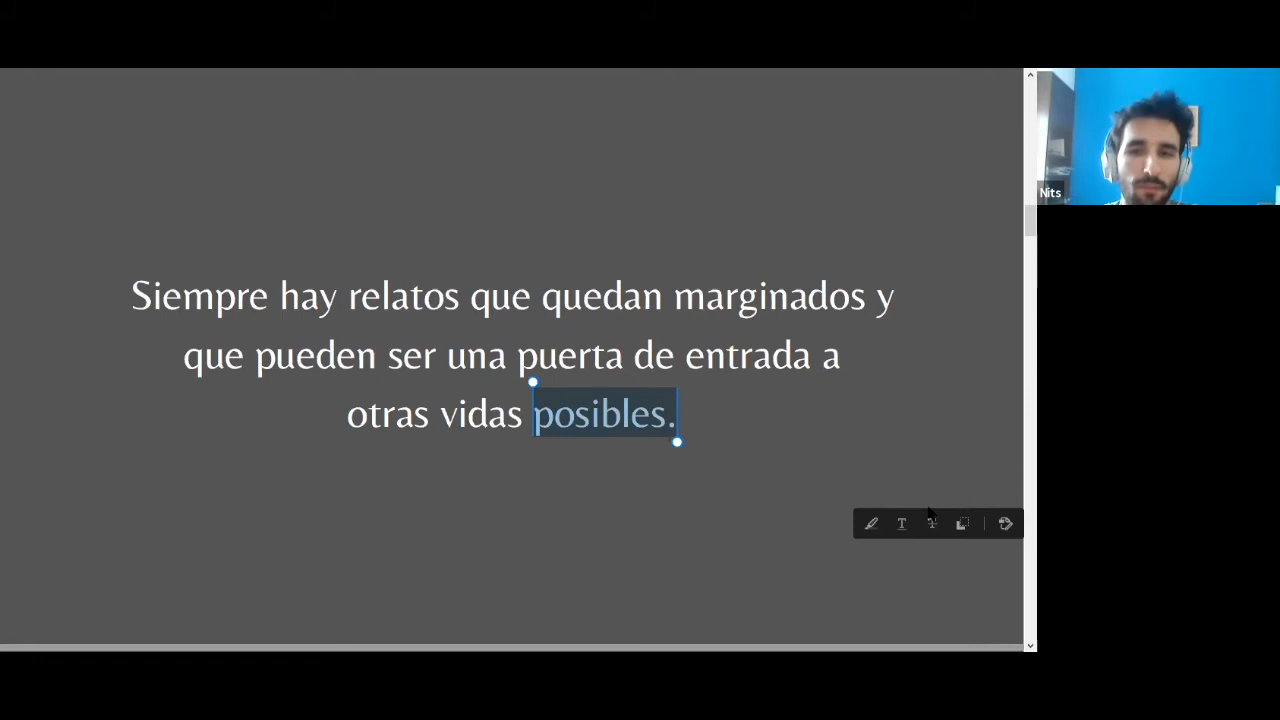 Siempre hay relatos que quedan marginados y
que pueden ser una puerta de entrada a
otras vidas posibles.
Nits